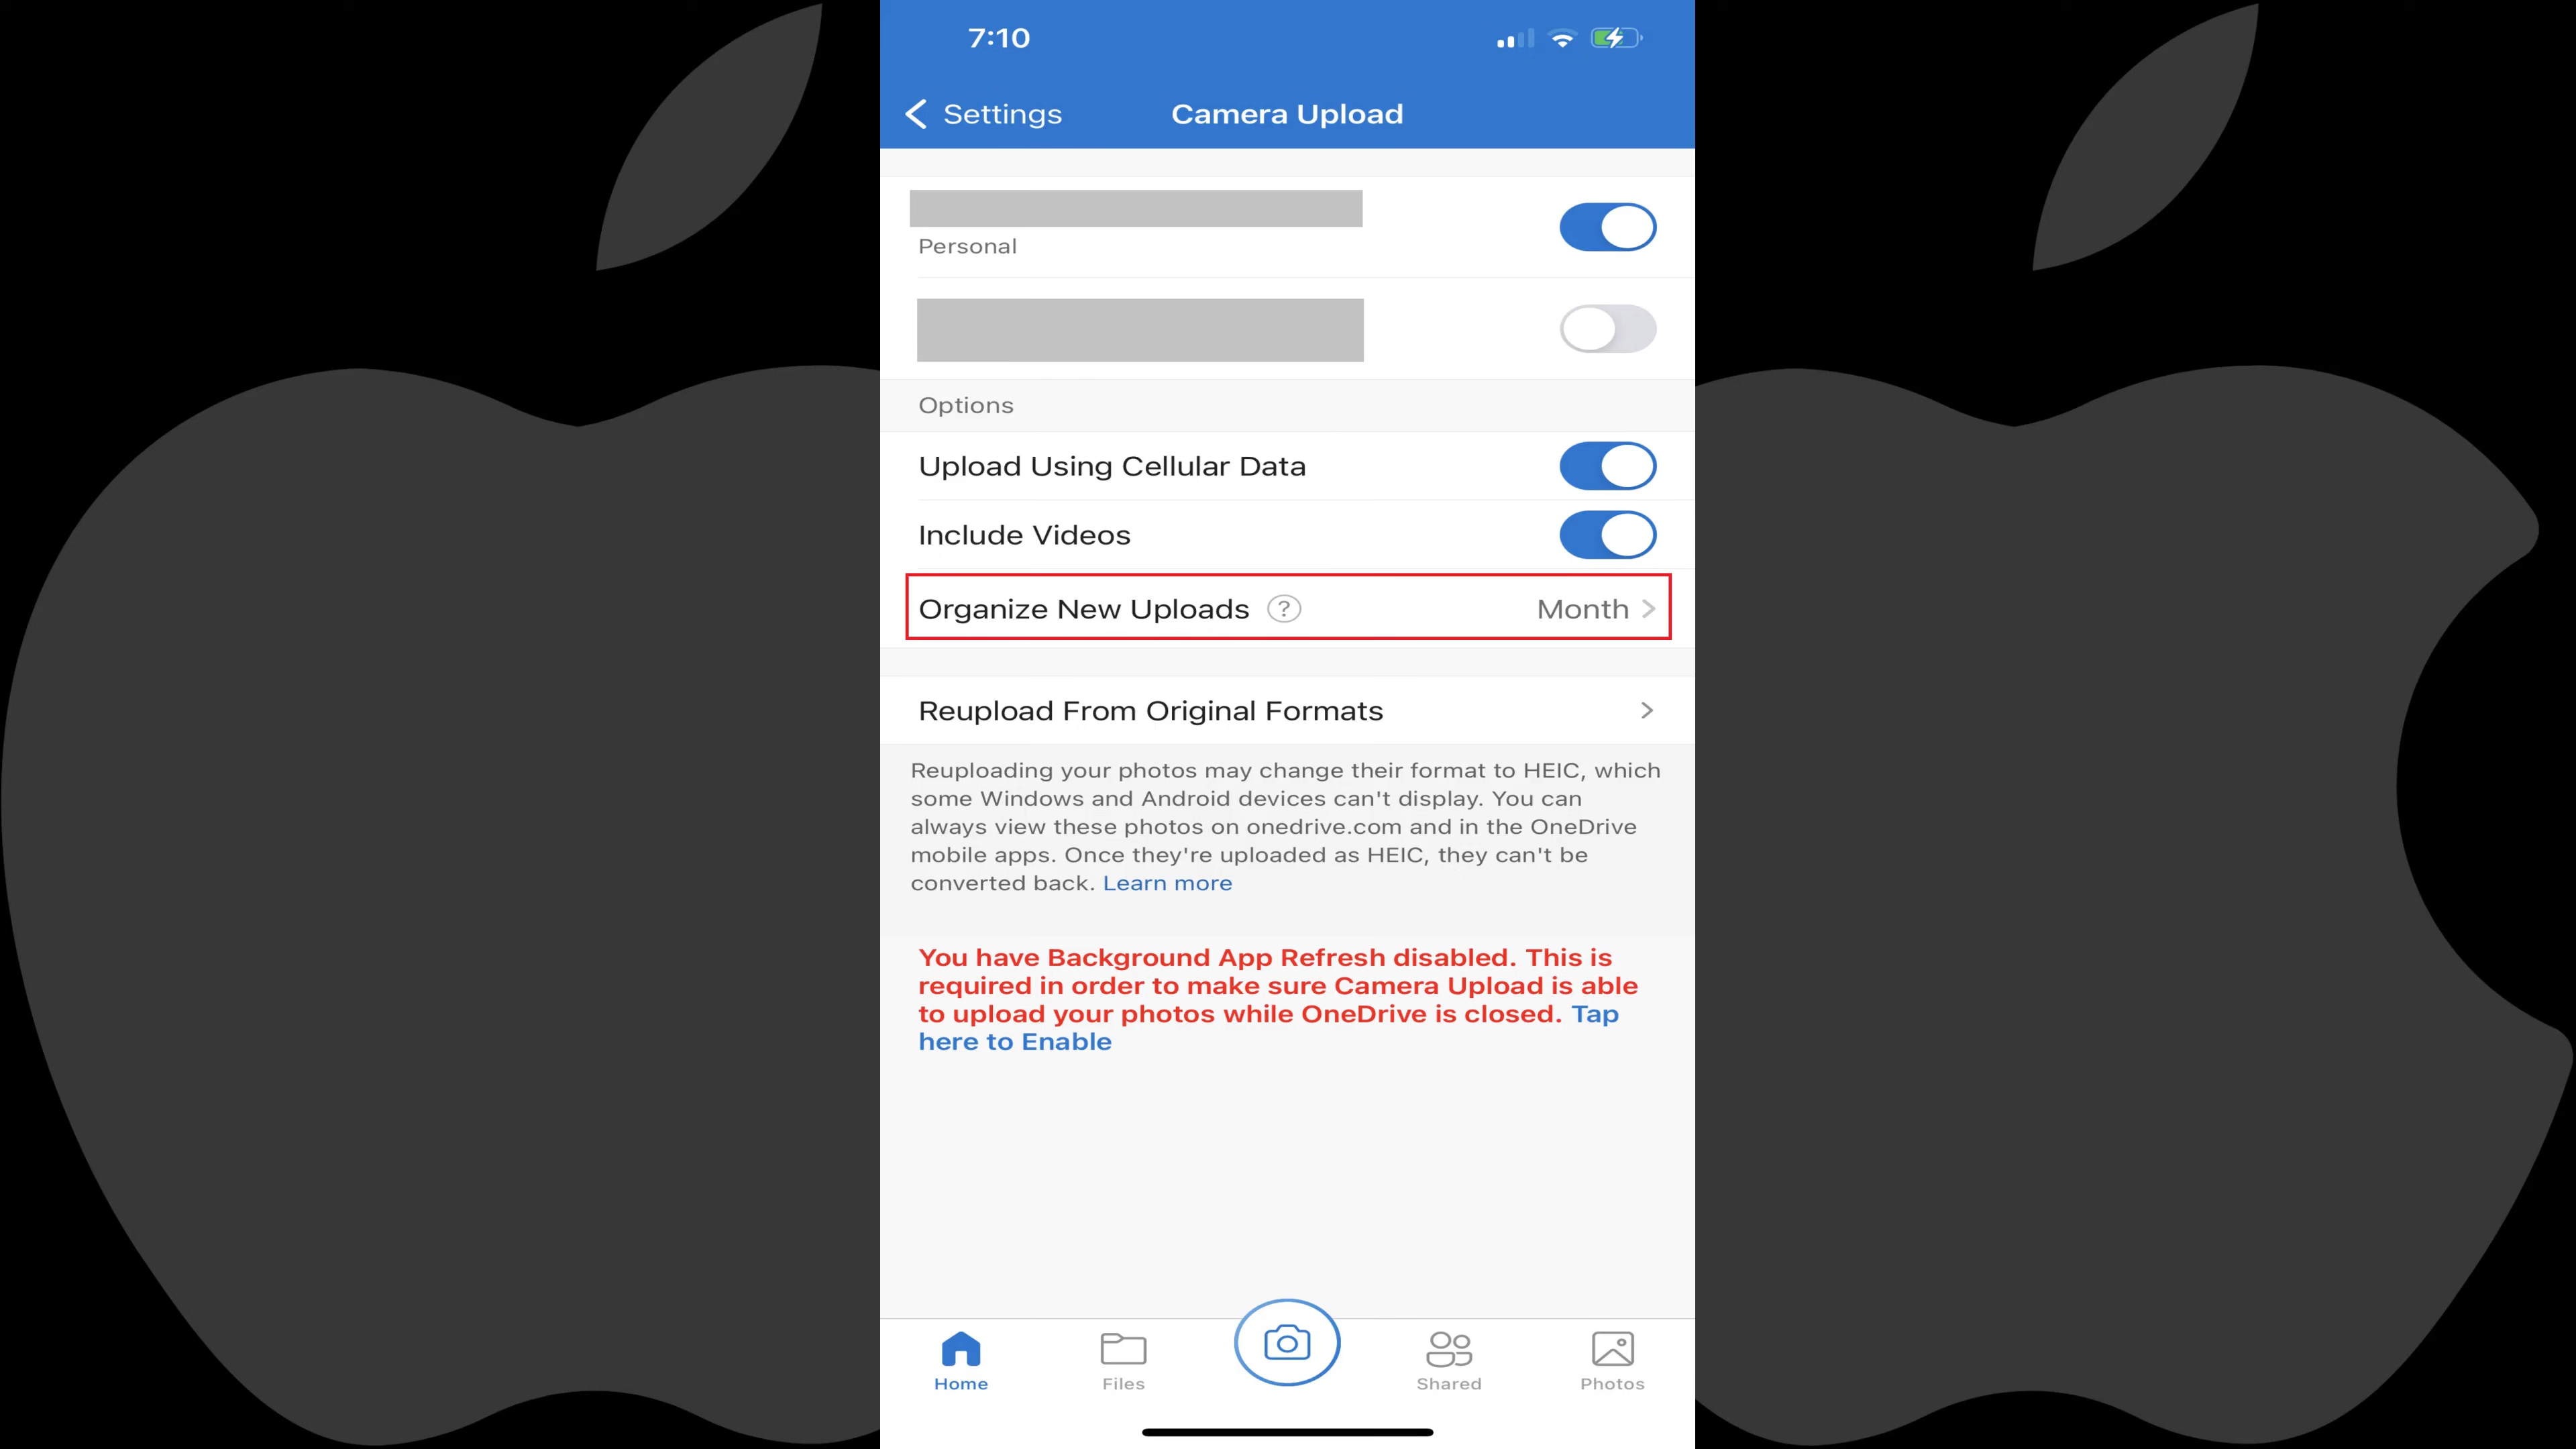 7:10
Settings
Camera Upload
Personal
Options
Upload Using Cellular Data
Include Videos
Organize New Uploads ? Month
Reupload From Original Formats
Reuploading your photos may change their format to HEIC, which
some Windows and Android devices can't display. You can
always view these photos on onedrive.com and in the OneDrive
mobile apps. Once they're uploaded as HEIC, they can't be
converted back. Learn more
You have Background App Refresh disabled. This is
required in order to make sure Camera Upload is able
to upload your photos while OneDrive is closed. Tap
here to Enable
Home
Files
Shared
Photos